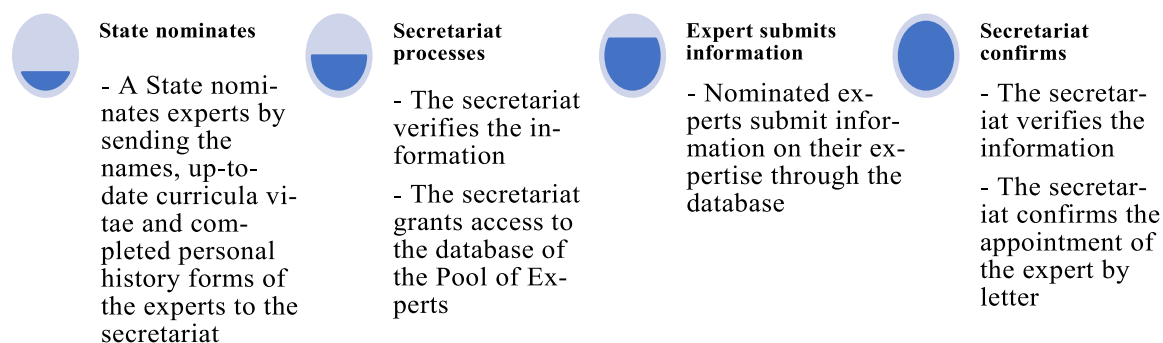 State nominates
- A State nomi-
nates experts by
sending the
names, up-to-
date curricula vi-
tae and com-
pleted personal
history forms of
the experts to the
secretariat
Secretariat
processes
- The secretariat
verifies the in-
formation
- The secretariat
grants access to
the database of
the Pool of Ex-
perts
Expert submits
information
- Nominated ex-
perts submit infor-
mation on their ex-
pertise through the
database
Secretariat
confirms
- The secretar-
iat verifies the
information
- The secretar-
iat confirms the
appointment of
the expert by
letter